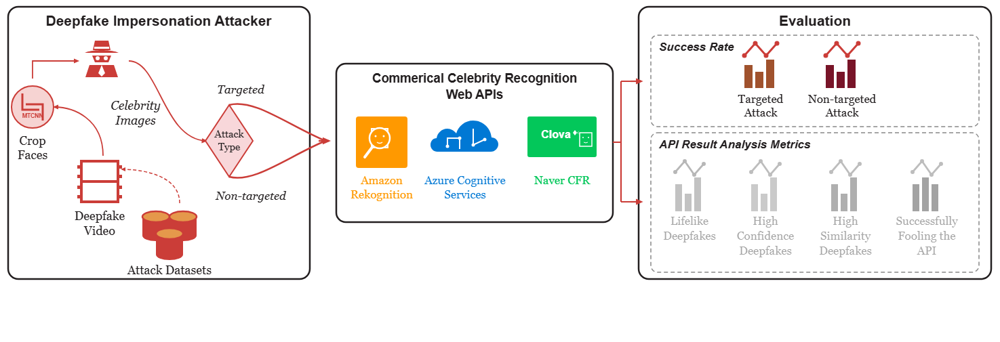 Deepfake Impersonation Attacker
Targeted
Celebrity
Images
MTCNN
Crop
Faces
Attack
Type
Non-targeted
Deepfake
Video
Attack Datasets
Commerical Celebrity Recognition
Web APIs
Clova
Amazon
Rekognition
Azure Cognitive
Services
Naver CFR
Evaluation
Success Rate
Targeted
Attack
Non-targeted
Attack
API Result Analysis Metrics
Lifelike
Deepfakes
High
Confidence
Deepfakes
High
Similarity
Deepfakes
Successfully
Fooling the
API